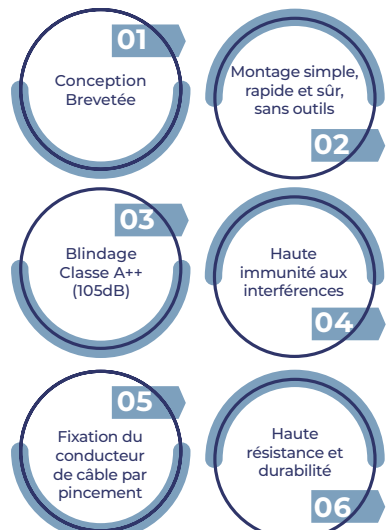 01
Conception
Brevetée
Montage simple,
rapide et sûr,
sans outils
02
03
Blindage
Classe A++
(105dB)
Haute
immunité aux
interférences
04
05
Fixation du
conducteur
de câble par
pincement
Haute
résistance et
durabilité
06